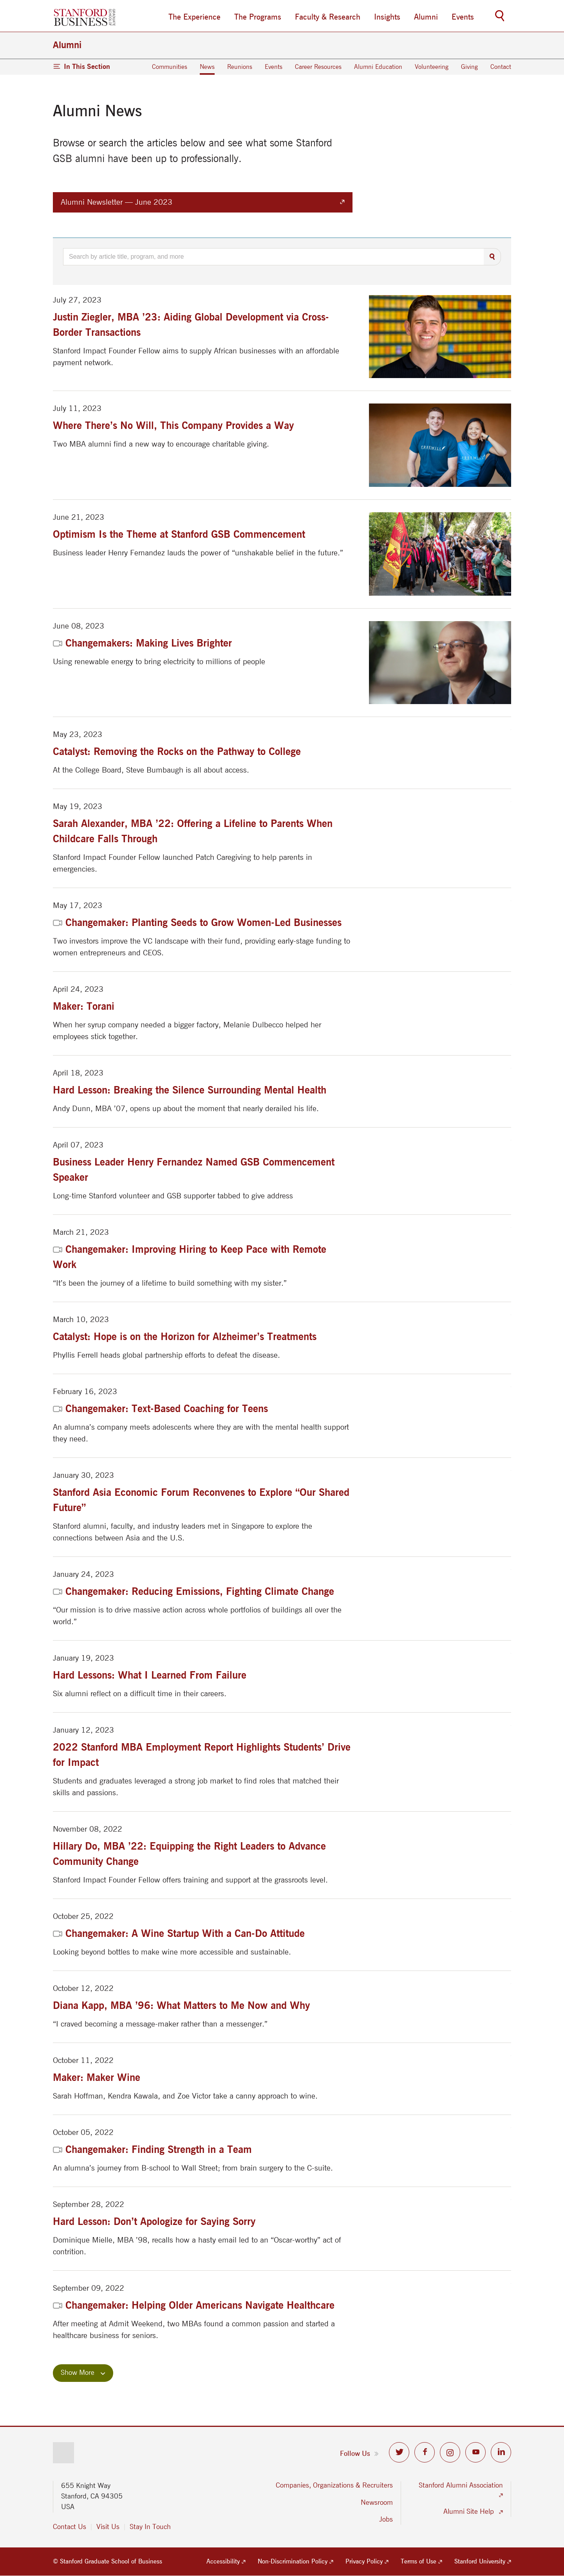 STANFORD
BUSINESS
The Experience
The Programs
Faculty & Research
Insights
Alumni
Events
Alumni
In This Section
Communities
News
Reunions
Events
Career Resources
Alumni Education
Volunteering
Giving
Contact
Alumni News
Browse or search the articles below and see what some Stanford
GSB alumni have been up to professionally.
Alumni Newsletter — June 2023
Search by article title, program, and more
July 27, 2023
Justin Ziegler, MBA ’23: Aiding Global Development via Cross-
Border Transactions
Stanford Impact Founder Fellow aims to supply African businesses with an affordable
payment network.
July 11, 2023
Where There’s No Will, This Company Provides a Way
Two MBA alumni find a new way to encourage charitable giving.
June 21, 2023
Optimism Is the Theme at Stanford GSB Commencement
Business leader Henry Fernandez lauds the power of “unshakable belief in the future.”
June 08, 2023
Changemakers: Making Lives Brighter
Using renewable energy to bring electricity to millions of people
May 23, 2023
Catalyst: Removing the Rocks on the Pathway to College
At the College Board, Steve Bumbaugh is all about access.
May 19, 2023
Sarah Alexander, MBA ’22: Offering a Lifeline to Parents When
Childcare Falls Through
Stanford Impact Founder Fellow launched Patch Caregiving to help parents in
emergencies.
May 17, 2023
Changemaker: Planting Seeds to Grow Women-Led Businesses
Two investors improve the VC landscape with their fund, providing early-stage funding to
women entrepreneurs and CEOS.
April 24, 2023
Maker: Torani
When her syrup company needed a bigger factory, Melanie Dulbecco helped her
employees stick together.
April 18, 2023
Hard Lesson: Breaking the Silence Surrounding Mental Health
Andy Dunn, MBA ’07, opens up about the moment that nearly derailed his life.
April 07, 2023
Business Leader Henry Fernandez Named GSB Commencement
Speaker
Long-time Stanford volunteer and GSB supporter tabbed to give address
March 21, 2023
Changemaker: Improving Hiring to Keep Pace with Remote
Work
“It’s been the journey of a lifetime to build something with my sister.”
March 10, 2023
Catalyst: Hope is on the Horizon for Alzheimer’s Treatments
Phyllis Ferrell heads global partnership efforts to defeat the disease.
February 16, 2023
Changemaker: Text-Based Coaching for Teens
An alumna’s company meets adolescents where they are with the mental health support
they need.
January 30, 2023
Stanford Asia Economic Forum Reconvenes to Explore “Our Shared
Future”
Stanford alumni, faculty, and industry leaders met in Singapore to explore the
connections between Asia and the U.S.
January 24, 2023
Changemaker: Reducing Emissions, Fighting Climate Change
“Our mission is to drive massive action across whole portfolios of buildings all over the
world.”
January 19, 2023
Hard Lessons: What I Learned From Failure
Six alumni reflect on a difficult time in their careers.
January 12, 2023
2022 Stanford MBA Employment Report Highlights Students’ Drive
for Impact
Students and graduates leveraged a strong job market to find roles that matched their
skills and passions.
November 08, 2022
Hillary Do, MBA ’22: Equipping the Right Leaders to Advance
Community Change
Stanford Impact Founder Fellow offers training and support at the grassroots level.
October 25, 2022
Changemaker: A Wine Startup With a Can-Do Attitude
Looking beyond bottles to make wine more accessible and sustainable.
October 12, 2022
Diana Kapp, MBA ’96: What Matters to Me Now and Why
“I craved becoming a message-maker rather than a messenger.”
October 11, 2022
Maker: Maker Wine
Sarah Hoffman, Kendra Kawala, and Zoe Victor take a canny approach to wine.
October 05, 2022
Changemaker: Finding Strength in a Team
An alumna’s journey from B-school to Wall Street; from brain surgery to the C-suite.
September 28, 2022
Hard Lesson: Don’t Apologize for Saying Sorry
Dominique Mielle, MBA ’98, recalls how a hasty email led to an “Oscar-worthy” act of
contrition.
September 09, 2022
Changemaker: Helping Older Americans Navigate Healthcare
After meeting at Admit Weekend, two MBAs found a common passion and started a
healthcare business for seniors.
Show More
Follow Us
655 Knight Way
Stanford, CA 94305
USA
Contact Us
Visit Us
Stay In Touch
Companies, Organizations & Recruiters
Newsroom
Jobs
Stanford Alumni Association
Alumni Site Help
© Stanford Graduate School of Business
Accessibility
Non-Discrimination Policy
Privacy Policy
Terms of Use
Stanford University